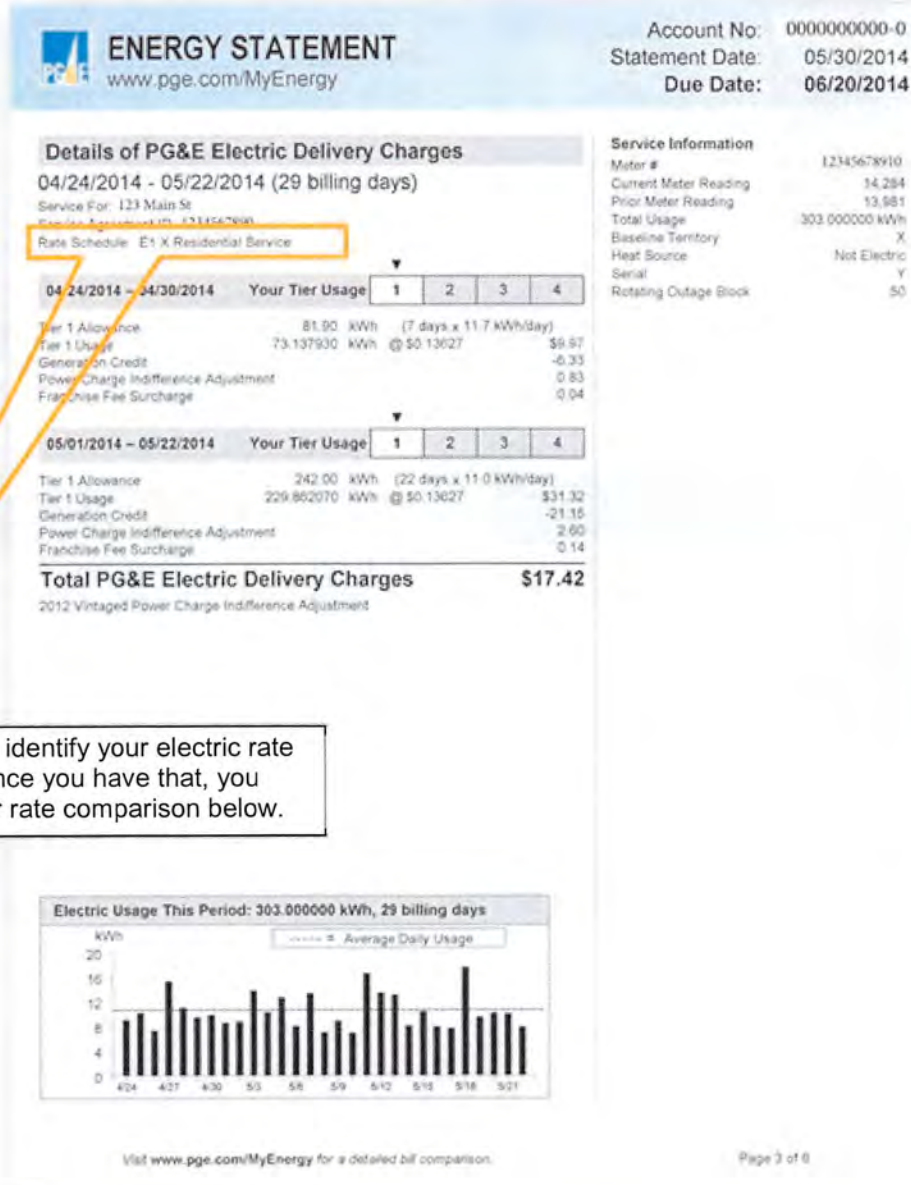 PG&E
ENERGY STATEMENT
www.pge.com/MyEnergy
Account No: 0000000000-0
Statement Date: 05/30/2014
Due Date: 06/20/2014
Details of PG&E Electric Delivery Charges
04/24/2014 - 05/22/2014 (29 billing days)
Service For: 123 Main St
Service Agreement ID: 1234567890
Rate Schedule: E1 X Residential Service
04/24/2014 – 04/30/2014 Your Tier Usage 1 2 3 4
Tier 1 Allowance 81.90 kWh (7 days x 11.7 kWh/day)
Tier 1 Usage 73.137930 kWh @ $0.13627 $9.97
Generation Credit -6.33
Power Charge Indifference Adjustment 0.83
Franchise Fee Surcharge 0.04
05/01/2014 – 05/22/2014 Your Tier Usage 1 2 3 4
Tier 1 Allowance 242.00 kWh (22 days x 11.0 kWh/day)
Tier 1 Usage 229.862070 kWh @ $0.13627 $31.32
Generation Credit -21.15
Power Charge Indifference Adjustment 2.60
Franchise Fee Surcharge 0.14
Total PG&E Electric Delivery Charges $17.42
2012 Vintaged Power Charge Indifference Adjustment
Service Information
Meter # 12345678910
Current Meter Reading 14,284
Prior Meter Reading 13,981
Total Usage 303.000000 kWh
Baseline Territory X
Heat Source Not Electric
Serial Y
Rotating Outage Block 50
identify your electric rate
nce you have that, you
r rate comparison below.
Electric Usage This Period: 303.000000 kWh, 29 billing days
kWh
----- = Average Daily Usage
20
16
12
8
4
0
4/24 4/27 4/30 5/3 5/6 5/9 5/12 5/15 5/18 5/21
Visit www.pge.com/MyEnergy for a detailed bill comparison.
Page 3 of 6